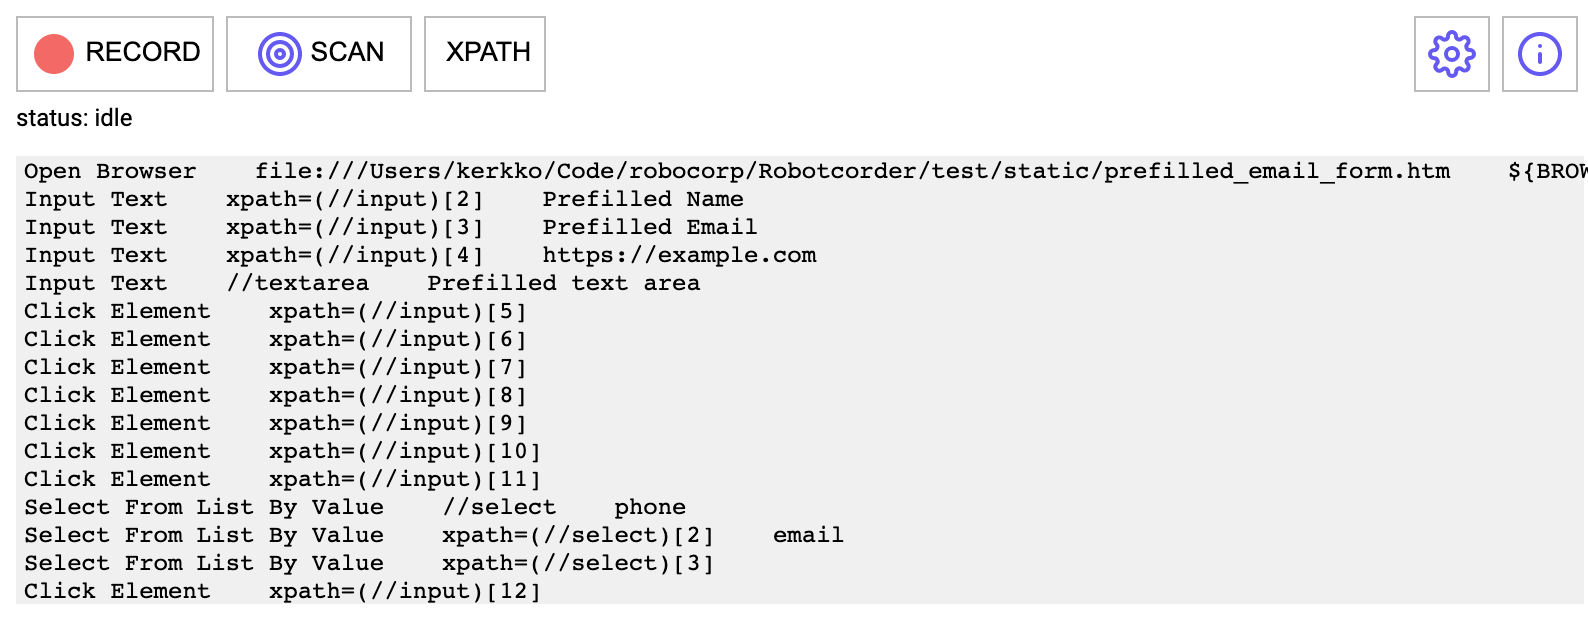 RECORD SCAN XPATH
status: idle
Open Browser    file:///Users/kerkko/Code/robocorp/Robotcorder/test/static/prefilled_email_form.htm    ${BROW
Input Text    xpath=(//input)[2]    Prefilled Name
Input Text    xpath=(//input)[3]    Prefilled Email
Input Text    xpath=(//input)[4]    https://example.com
Input Text    //textarea    Prefilled text area
Click Element    xpath=(//input)[5]
Click Element    xpath=(//input)[6]
Click Element    xpath=(//input)[7]
Click Element    xpath=(//input)[8]
Click Element    xpath=(//input)[9]
Click Element    xpath=(//input)[10]
Click Element    xpath=(//input)[11]
Select From List By Value    //select    phone
Select From List By Value    xpath=(//select)[2]    email
Select From List By Value    xpath=(//select)[3]
Click Element    xpath=(//input)[12]